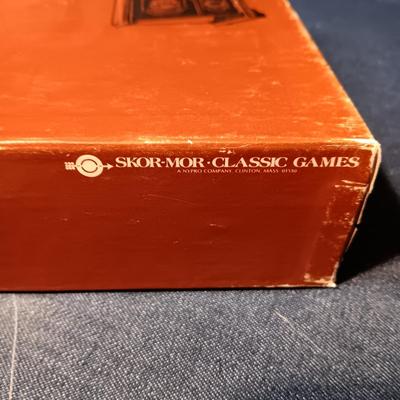 SKOR-MOR · CLASSIC GAMES
A NYPRO COMPANY, CLINTON, MASS 01510